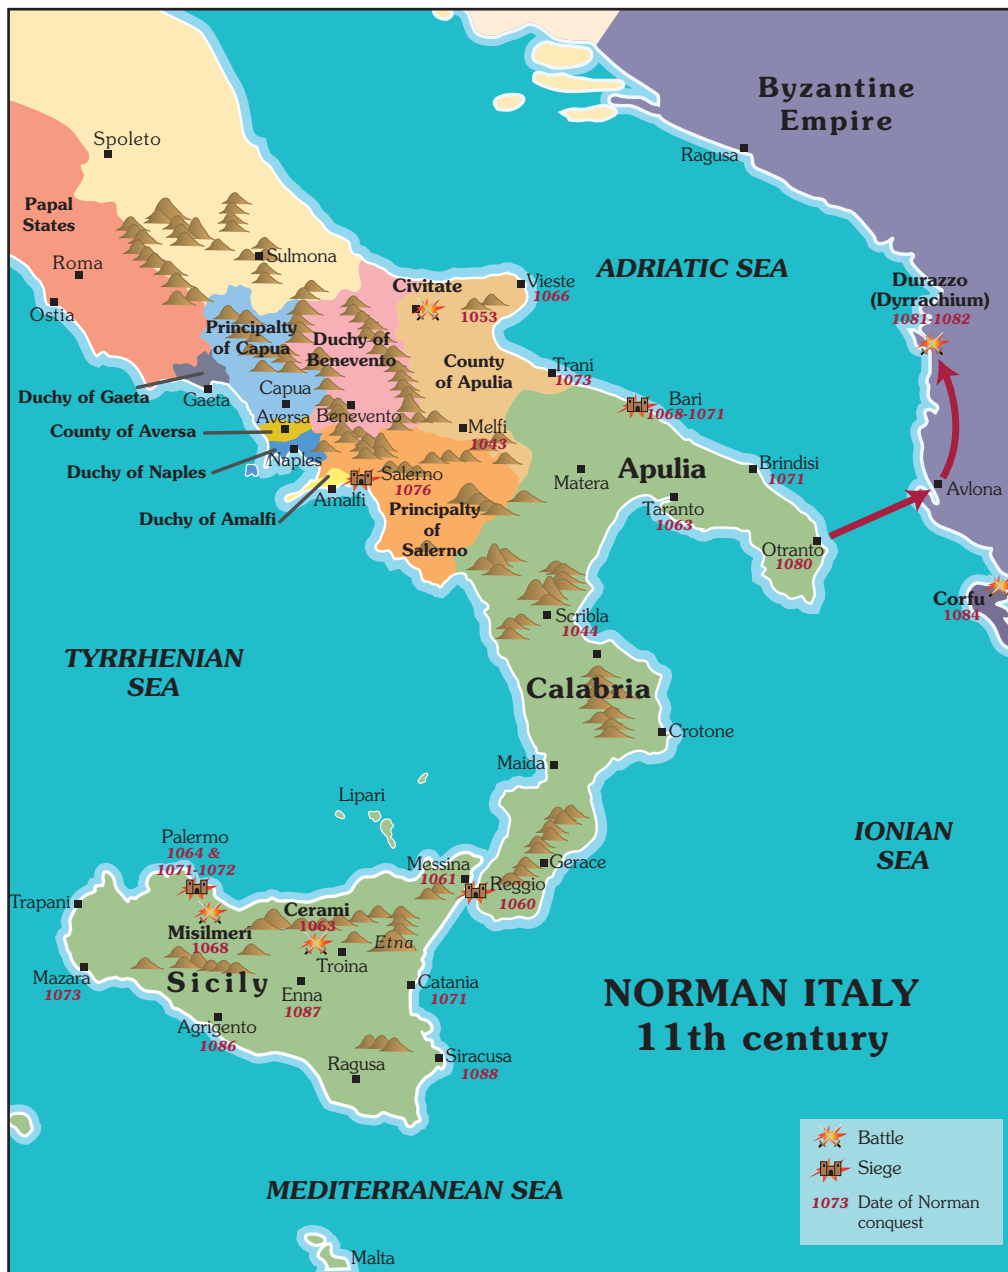 Byzantine
Empire
Ragusa
Spoleto
Papal
States
Roma
Ostia
Sulmona
ADRIATIC SEA
Civitate
1053
Vieste
1066
Durazzo
(Dyrrachium)
1081-1082
Principalty
of Capua
Duchy of
Benevento
County
of Apulia
Trani
1073
Duchy of Gaeta
Gaeta
Capua
Aversa
Benevento
Bari
1068-1071
County of Aversa
Melfi
1043
Naples
Duchy of Naples
Salerno
1076
Apulia
Matera
Brindisi
1071
Avlona
Amalfi
Duchy of Amalfi
Principalty
of
Salerno
Taranto
1063
Otranto
1080
Corfu
1084
Scribla
1044
TYRRHENIAN
SEA
Calabria
Crotone
Maida
Lipari
IONIAN
SEA
Palermo
1064 &
1071-1072
Messina
1061
Gerace
Reggio
1060
Trapani
Misilmeri
1068
Cerami
1063
Etna
Troina
Mazara
1073
Sicily
Enna
1087
Catania
1071
NORMAN ITALY
11th century
Agrigento
1086
Ragusa
Siracusa
1088
Battle
Siege
1073 Date of Norman
conquest
MEDITERRANEAN SEA
Malta